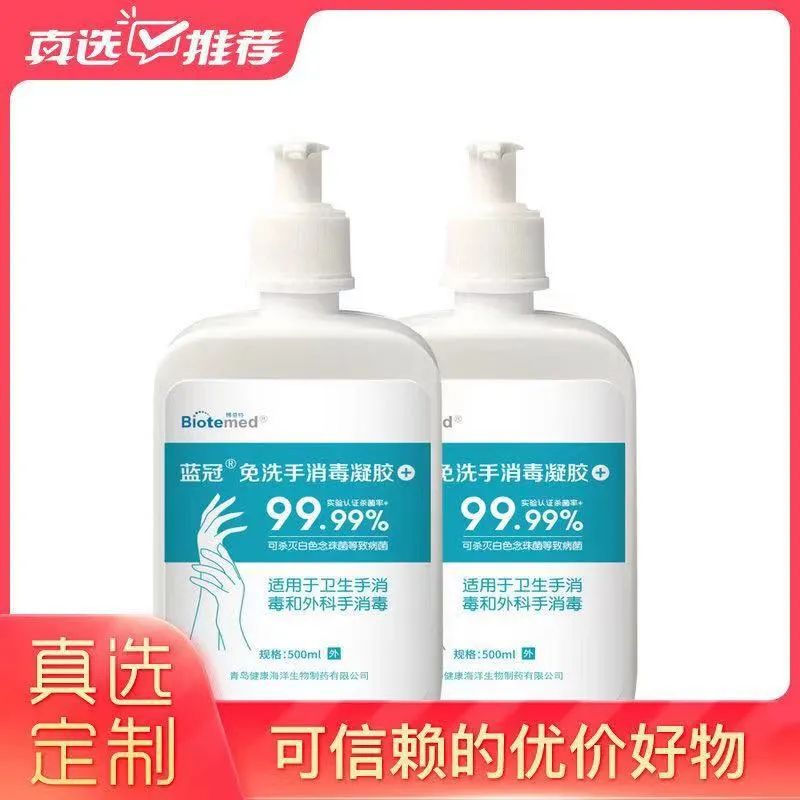 真选推荐
Biotemed®
蓝冠®免洗手消毒凝胶
实验认证杀菌率+
99.99%
可杀灭白色念珠菌等致病菌
适用于卫生手消
毒和外科手消毒
规格:500ml 外
青岛健康海洋生物制药有限公司
Biotemed®
免洗手消毒凝胶
实验认证杀菌率+
99.99%
可杀灭白色念珠菌等致病菌
适用于卫生手消
毒和外科手消毒
规格:500ml 外
健康海洋生物制药有限公司
真选
定制
可信赖的优价好物